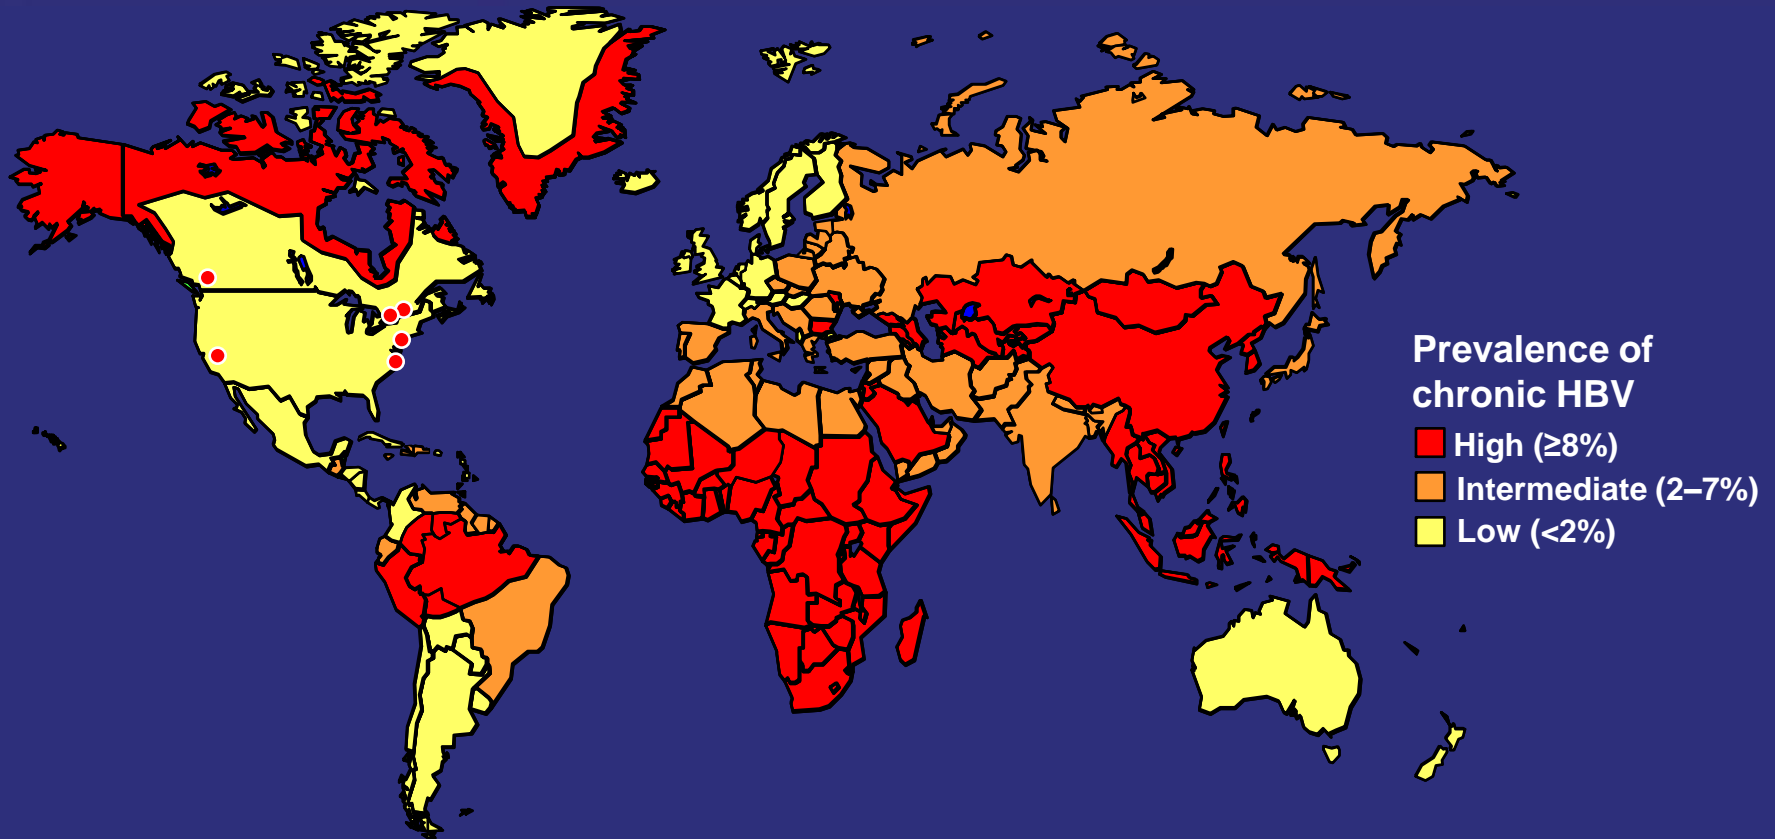 Prevalence of
chronic HBV
High (≥8%)
Intermediate (2–7%)
Low (<2%)